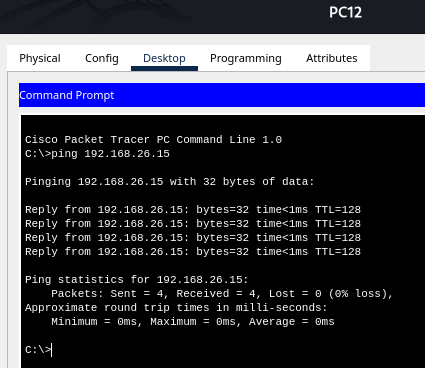 PC12
Physical Config Desktop Programming Attributes
Command Prompt
Cisco Packet Tracer PC Command Line 1.0
C:\>ping 192.168.26.15
Pinging 192.168.26.15 with 32 bytes of data:
Reply from 192.168.26.15: bytes=32 time<1ms TTL=128
Reply from 192.168.26.15: bytes=32 time<1ms TTL=128
Reply from 192.168.26.15: bytes=32 time<1ms TTL=128
Reply from 192.168.26.15: bytes=32 time<1ms TTL=128
Ping statistics for 192.168.26.15:
    Packets: Sent = 4, Received = 4, Lost = 0 (0% loss),
Approximate round trip times in milli-seconds:
    Minimum = 0ms, Maximum = 0ms, Average = 0ms
C:\>